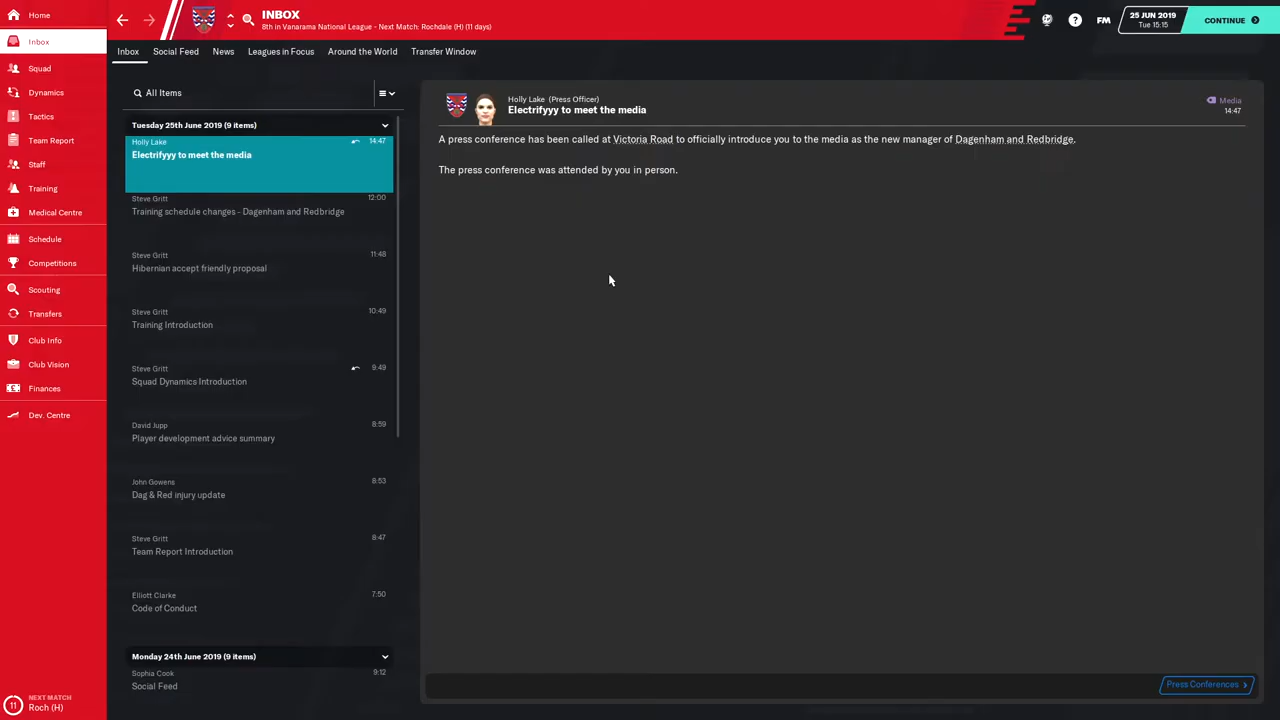 Home
Inbox
Squad
Dynamics
Tactics
Team Report
Staff
Training
Medical Centre
Schedule
Competitions
Scouting
Transfers
Club Info
Club Vision
Finances
Dev. Centre
11
NEXT MATCH
Roch (H)
INBOX
8th in Vanarama National League - Next Match: Rochdale (H) (11 days)
?
FM
25 JUN 2019
Tue 15:15
CONTINUE
Inbox
Social Feed
News
Leagues in Focus
Around the World
Transfer Window
All Items
Tuesday 25th June 2019 (9 items)
Holly Lake 14:47
Electrifyyy to meet the media
Steve Gritt 12:00
Training schedule changes - Dagenham and Redbridge
Steve Gritt 11:48
Hibernian accept friendly proposal
Steve Gritt 10:49
Training Introduction
Steve Gritt 9:49
Squad Dynamics Introduction
David Jupp 8:59
Player development advice summary
John Gowens 8:53
Dag & Red injury update
Steve Gritt 8:47
Team Report Introduction
Elliott Clarke 7:50
Code of Conduct
Monday 24th June 2019 (9 items)
Sophia Cook 9:12
Social Feed
Holly Lake (Press Officer)
Electrifyyy to meet the media
Media
14:47
A press conference has been called at Victoria Road to officially introduce you to the media as the new manager of Dagenham and Redbridge.
The press conference was attended by you in person.
Press Conferences